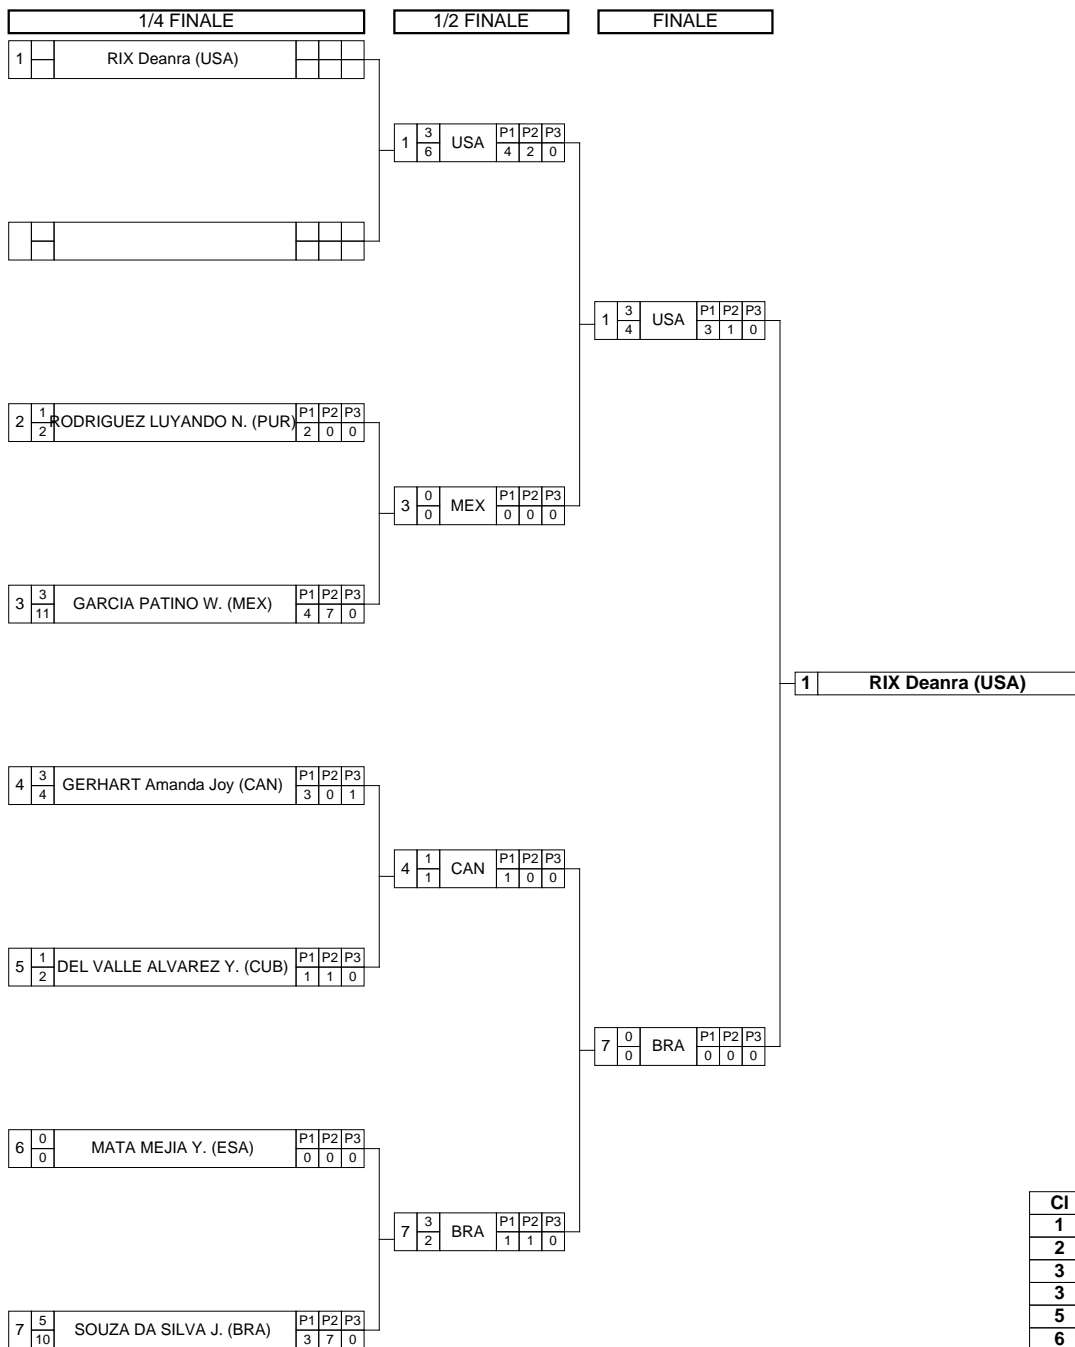 1/4 FINALE 1/2 FINALE FINALE
1 RIX Deanra (USA)
1 3 USA P1 P2 P3
6 4 2 0
1 3 USA P1 P2 P3
4 3 1 0
2 1 RODRIGUEZ LUYANDO N. (PUR) P1 P2 P3
2 2 0 0
3 0 MEX P1 P2 P3
0 0 0 0
3 3 GARCIA PATINO W. (MEX) P1 P2 P3
11 4 7 0
1 RIX Deanra (USA)
4 3 GERHART Amanda Joy (CAN) P1 P2 P3
4 3 0 1
4 1 CAN P1 P2 P3
1 1 0 0
5 1 DEL VALLE ALVAREZ Y. (CUB) P1 P2 P3
2 1 1 0
7 0 BRA P1 P2 P3
0 0 0 0
6 0 MATA MEJIA Y. (ESA) P1 P2 P3
0 0 0 0
7 3 BRA P1 P2 P3
2 1 1 0
7 5 SOUZA DA SILVA J. (BRA) P1 P2 P3
10 3 7 0
Cl
1
2
3
3
5
6